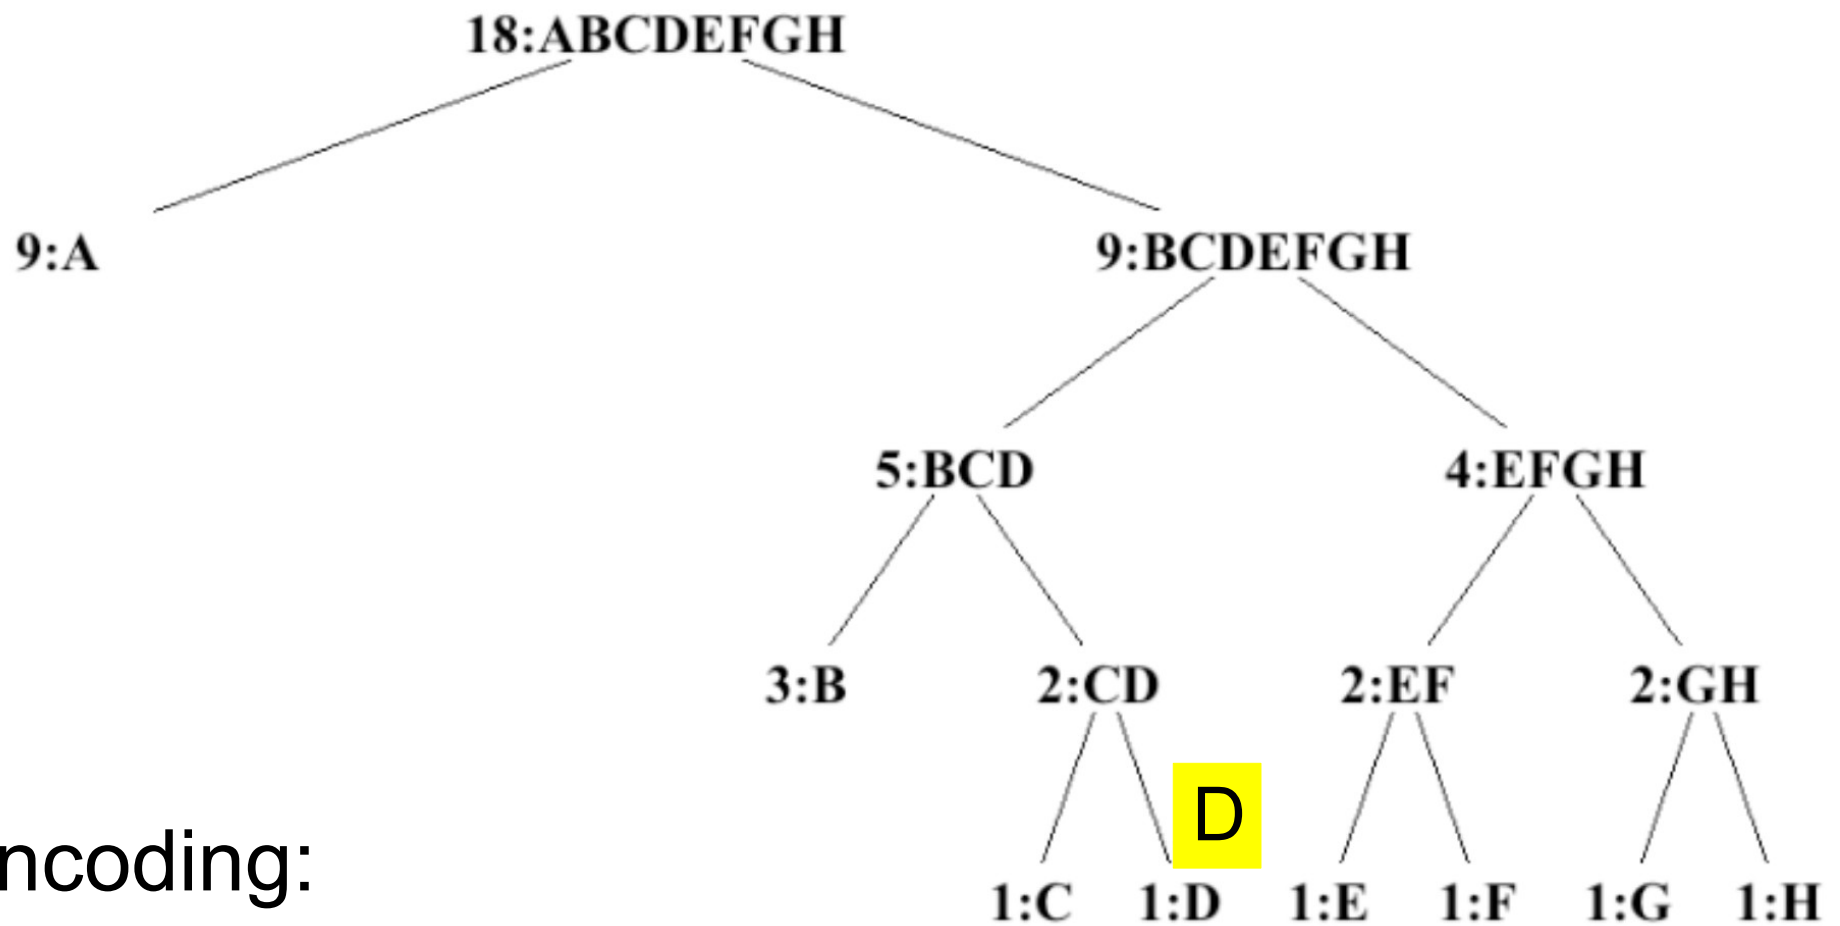 18:ABCDEFGH
9:A 9:BCDEFGH
5:BCD 4:EFGH
3:B 2:CD 2:EF 2:GH
D
ncoding:
1:C 1:D 1:E 1:F 1:G 1:H